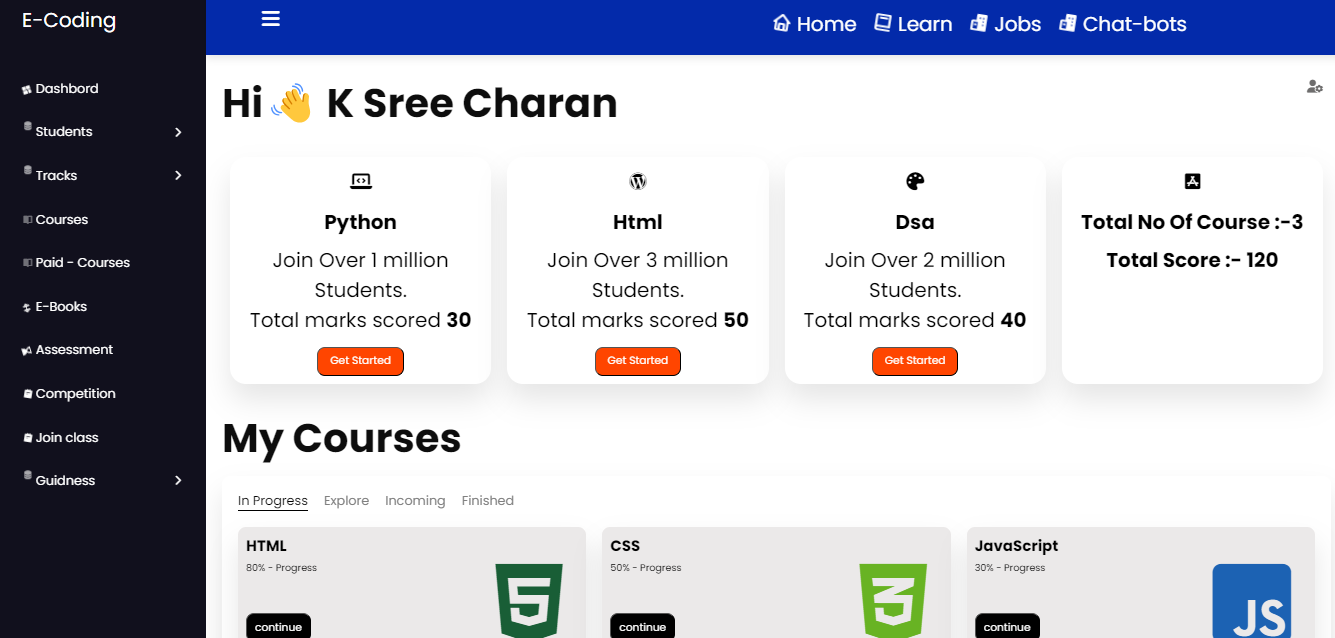 E-Coding
Home Learn Jobs Chat-bots
Dashbord
Students
Tracks
Courses
Paid - Courses
E-Books
Assessment
Competition
Join class
Guidness
Hi 👋 K Sree Charan
Python
Join Over 1 million
Students.
Total marks scored 30
Get Started
Html
Join Over 3 million
Students.
Total marks scored 50
Get Started
Dsa
Join Over 2 million
Students.
Total marks scored 40
Get Started
Total No Of Course :-3
Total Score :- 120
My Courses
In Progress Explore Incoming Finished
HTML
80% - Progress
5
continue
CSS
50% - Progress
3
continue
JavaScript
30% - Progress
JS
continue